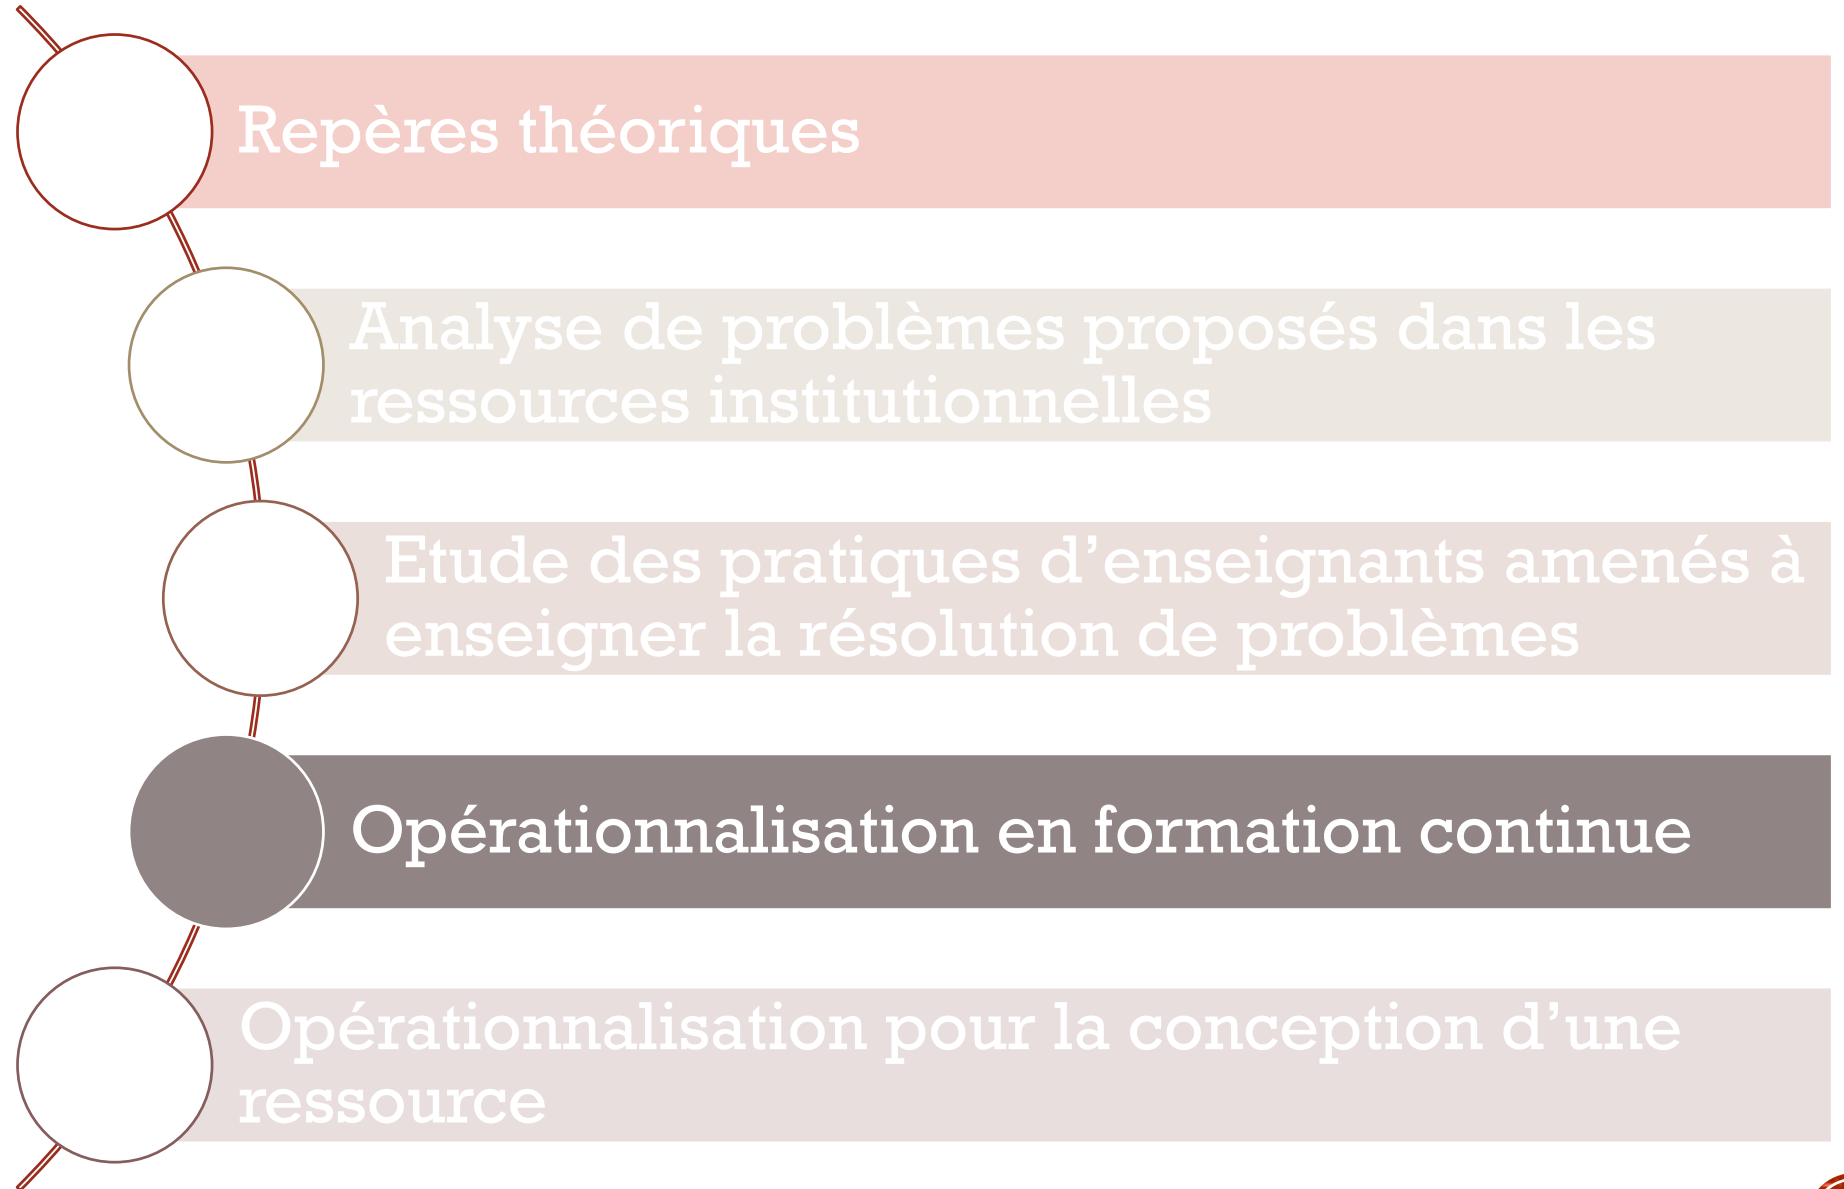 Repères théoriques
Analyse de problèmes proposés dans les
ressources institutionnelles
Etude des pratiques d’enseignants amenés à
enseigner la résolution de problèmes
Opérationnalisation en formation continue
Opérationnalisation pour la conception d’une
ressource